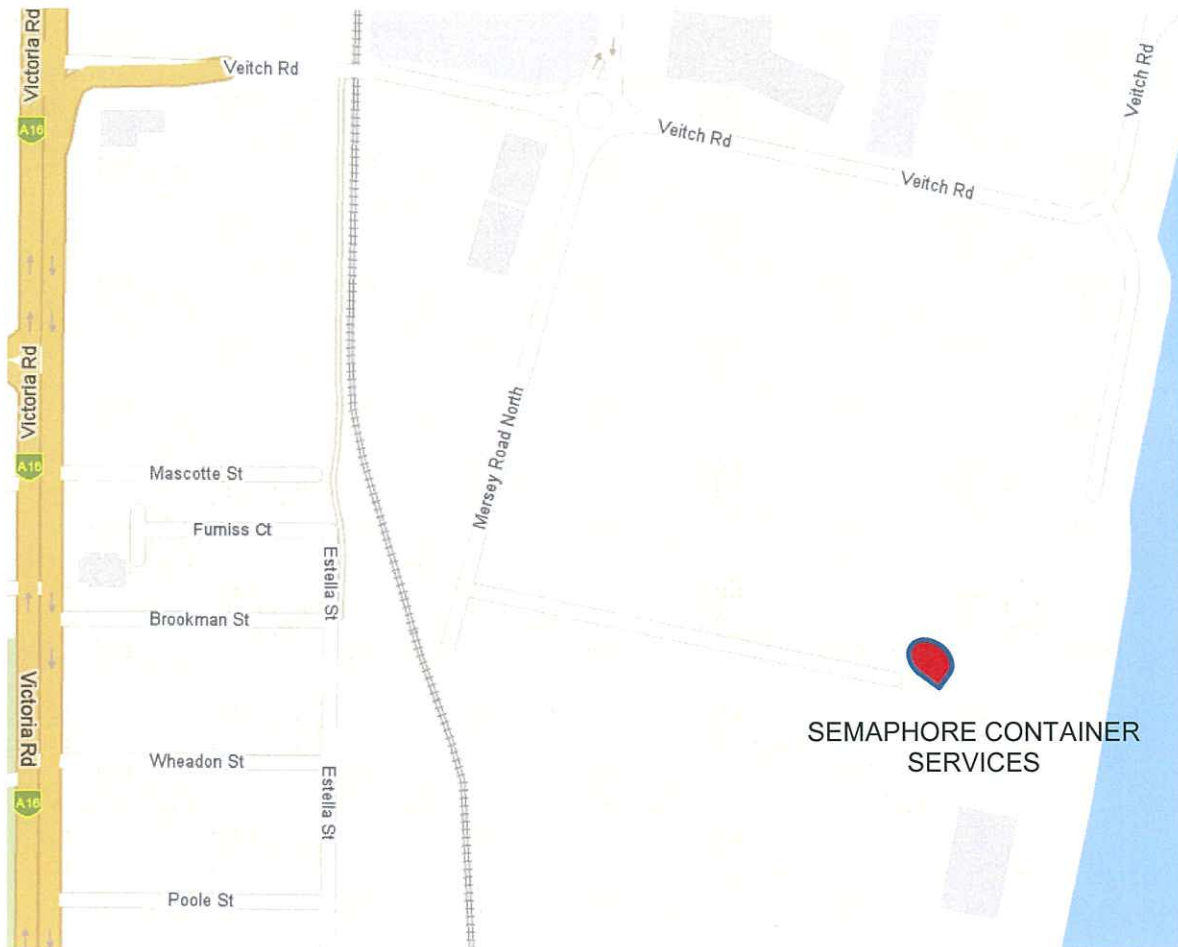 Victoria Rd
Veitch Rd
A16
Veitch Rd
Veitch Rd
Veitch Rd
Victoria Rd
A16
Mersey Road North
Mascotte St
Furniss Ct
Estella St
Brookman St
Victoria Rd
SEMAPHORE CONTAINER
SERVICES
Wheadon St
Estella St
A16
Poole St